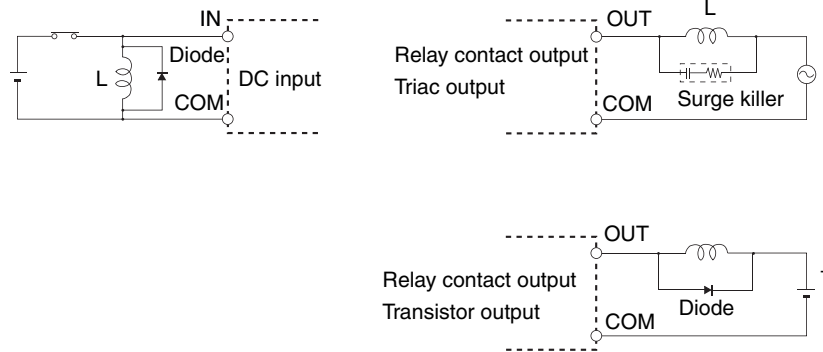 IN
Diode
L
DC input
COM
OUT
L
Relay contact output
Triac output
Surge killer
COM
OUT
Relay contact output
Transistor output
Diode
COM